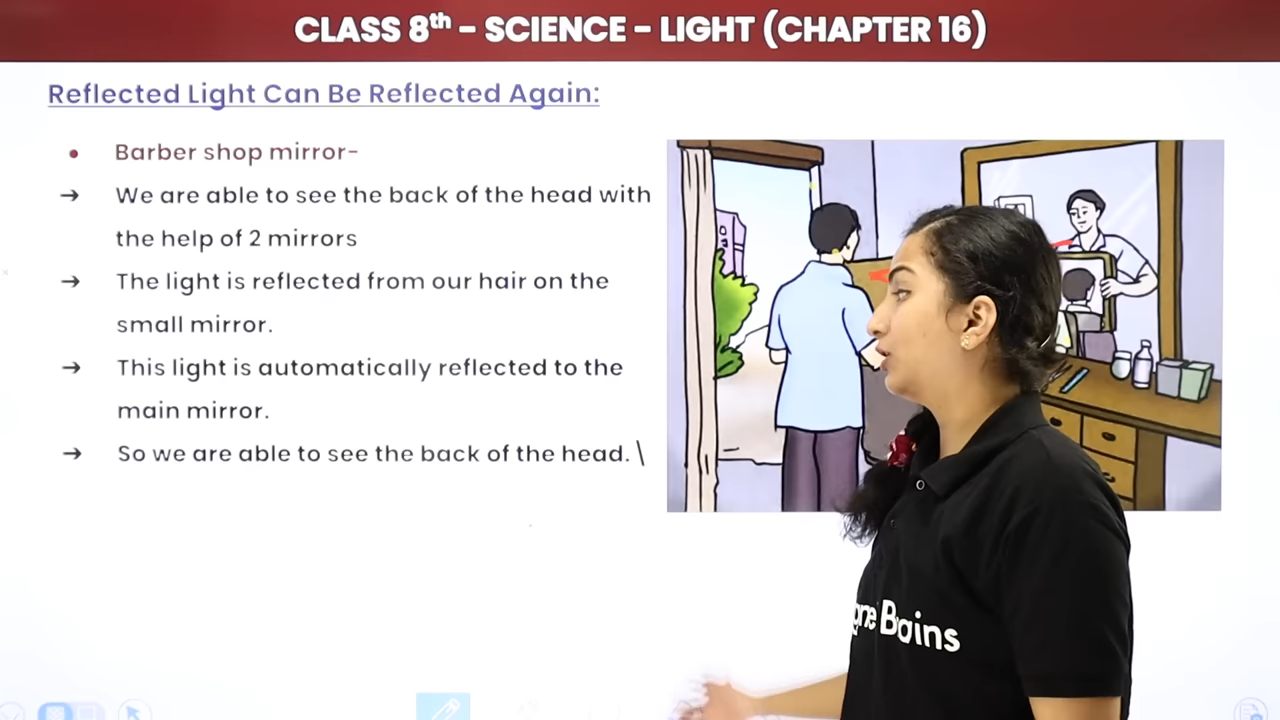 CLASS 8th – SCIENCE – LIGHT (CHAPTER 16)
Reflected Light Can Be Reflected Again:
• Barber shop mirror-
→ We are able to see the back of the head with
the help of 2 mirrors
→ The light is reflected from our hair on the
small mirror.
→ This light is automatically reflected to the
main mirror.
→ So we are able to see the back of the head. \
Brains